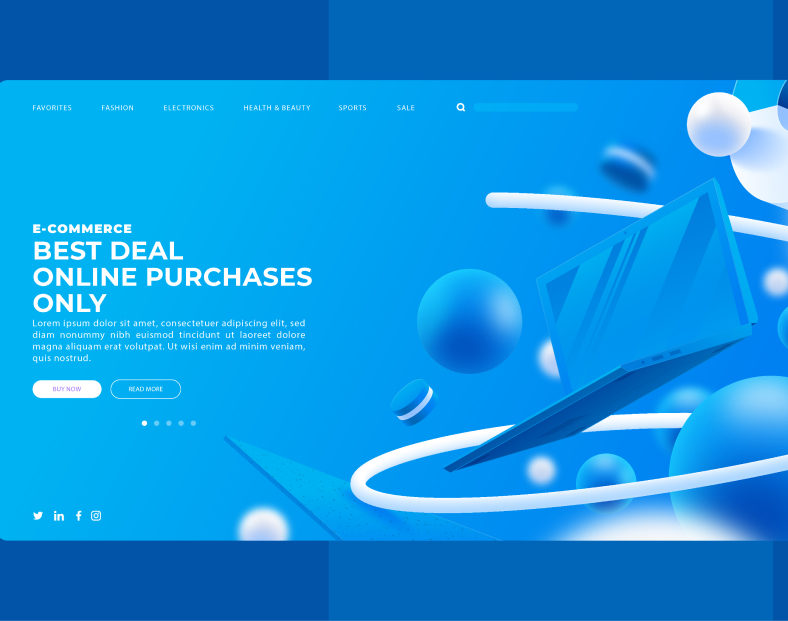 FAVORITES FASHION ELECTRONICS HEALTH & BEAUTY SPORTS SALE
E-COMMERCE
BEST DEAL
ONLINE PURCHASES
ONLY
Lorem ipsum dolor sit amet, consectetuer adipiscing elit, sed
diam nonummy nibh euismod tincidunt ut laoreet dolore
magna aliquam erat volutpat. Ut wisi enim ad minim veniam,
quis nostrud.
BUY NOW READ MORE